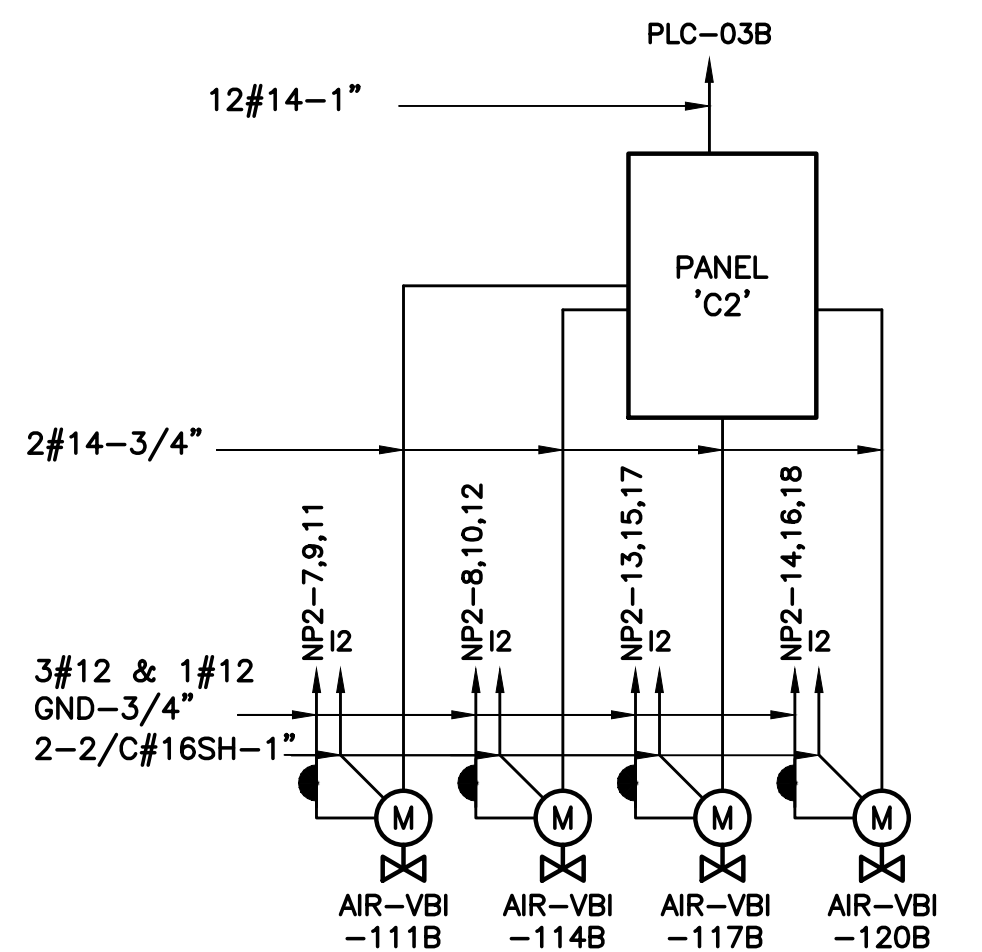 PLC-03B
12#14-1"
PANEL
'C2'
2#14-3/4"
NP2-7,9,11
I2
NP2-8,10,12
I2
NP2-13,15,17
I2
NP2-14,16,18
I2
3#12 & 1#12
GND-3/4"
2-2/C#16SH-1"
M
M
M
M
AIR-VBI
-111B
AIR-VBI
-114B
AIR-VBI
-117B
AIR-VBI
-120B